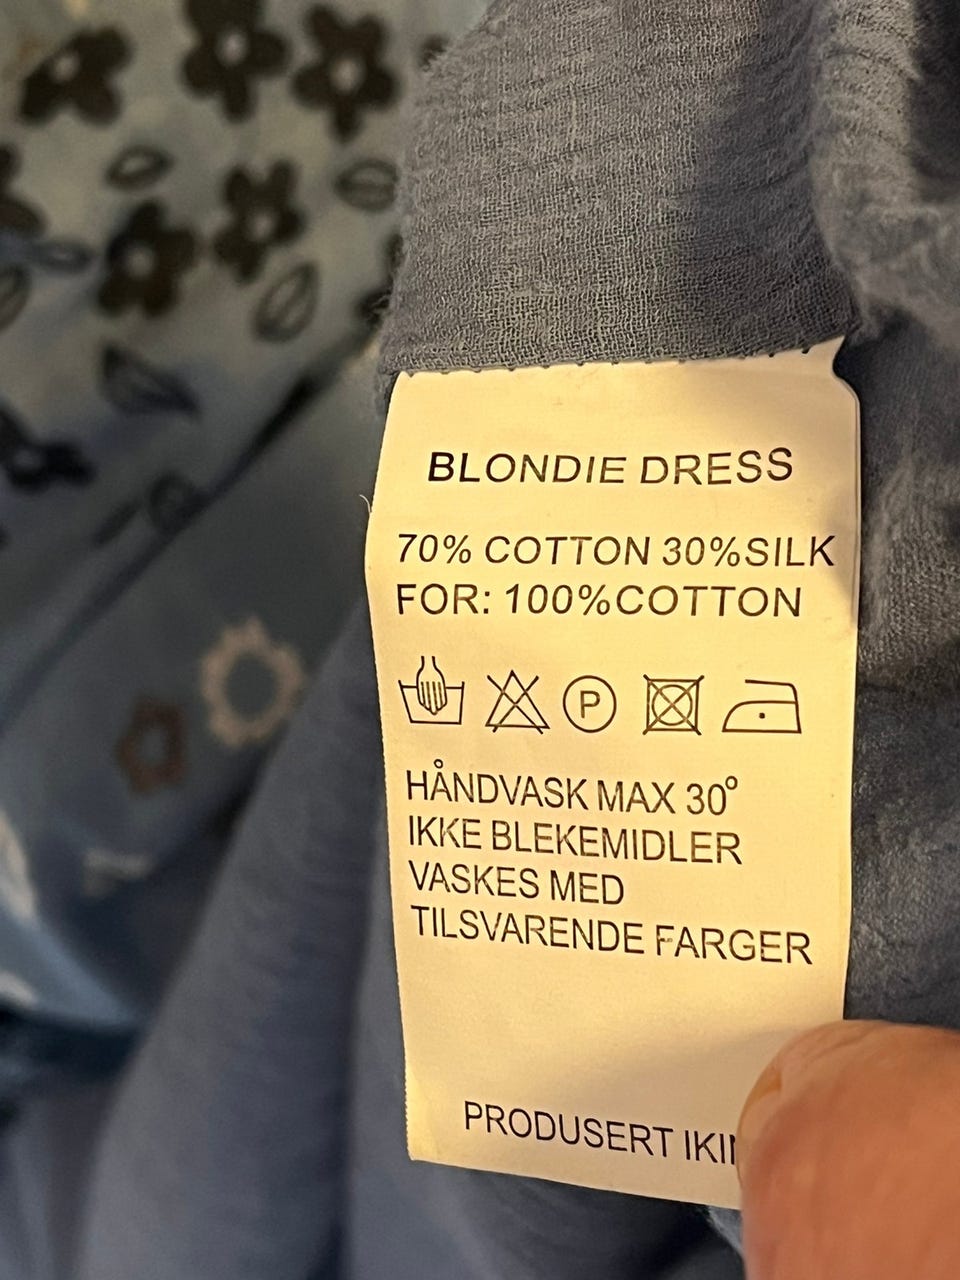 BLONDIE DRESS
70% COTTON 30%SILK
FOR: 100%COTTON
P
HÅNDVASK MAX 30°
IKKE BLEKEMIDLER
VASKES MED
TILSVARENDE FARGER
PRODUSERT